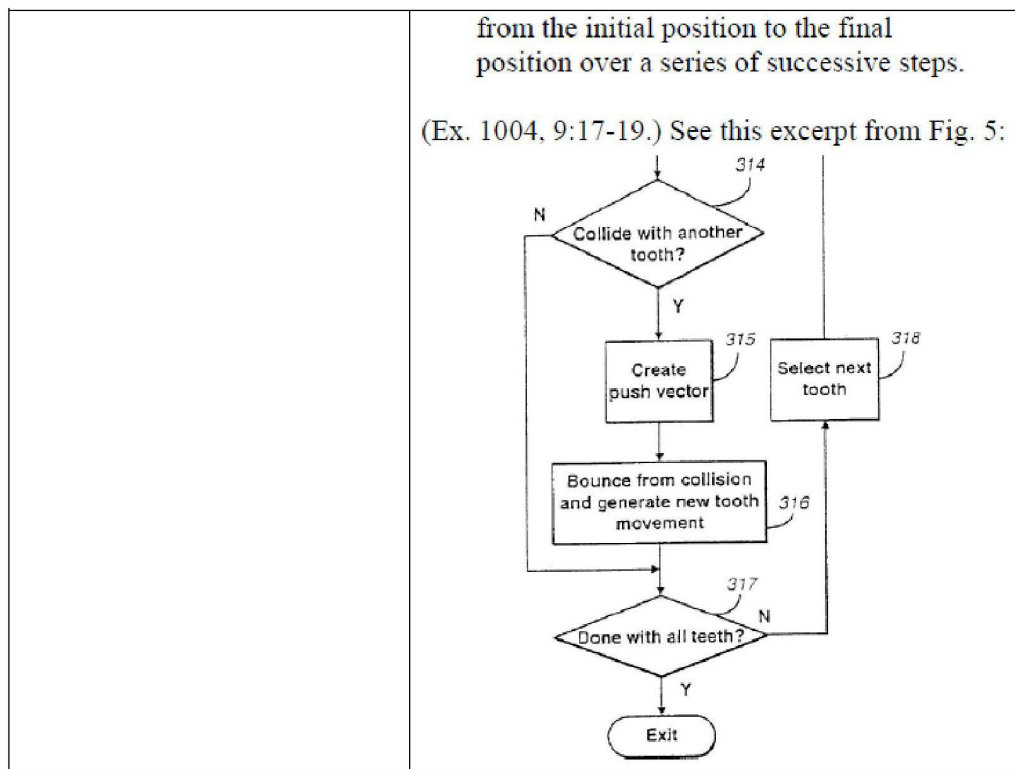 from the initial position to the final
position over a series of successive steps.
(Ex. 1004, 9:17-19.) See this excerpt from Fig. 5:
314
N
Collide with another
tooth?
Y
315
Create
push vector
318
Select next
tooth
Bounce from collision
and generate new tooth
movement
316
317
N
Done with all teeth?
Y
Exit